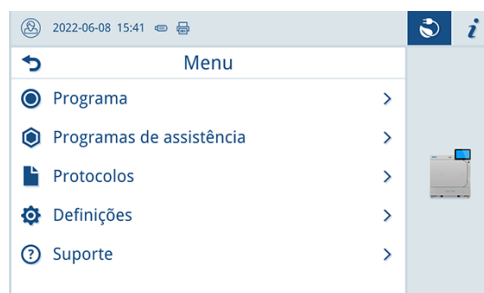 2022-06-08 15:41
i
Menu
Programa
Programas de assistência
Protocolos
Definições
? Suporte